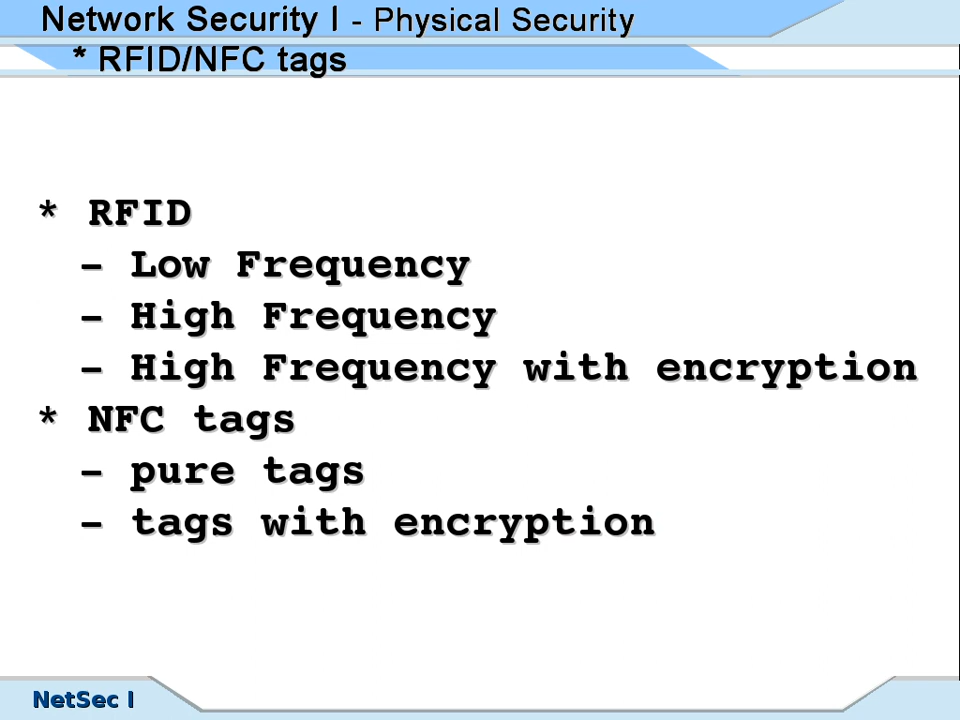 Network Security I - Physical Security
* RFID/NFC tags
* RFID
- Low Frequency
- High Frequency
- High Frequency with encryption
* NFC tags
- pure tags
- tags with encryption
NetSec I